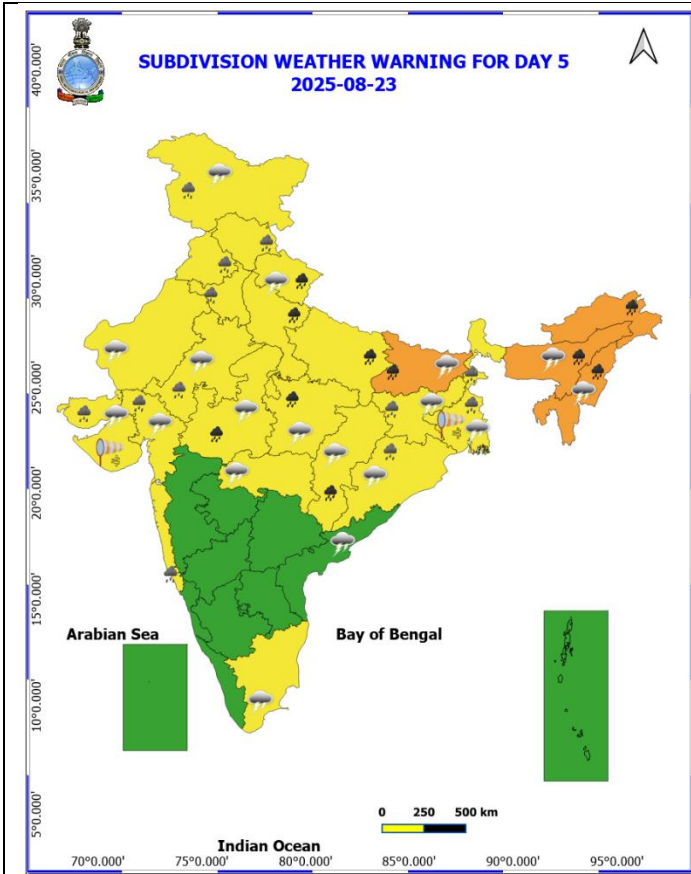 SUBDIVISION WEATHER WARNING FOR DAY 5
2025-08-23
40°0.000'
35°0.000'
30°0.000'
25°0.000'
20°0.000'
15°0.000'
10°0.000'
5°0.000'
Arabian Sea
Bay of Bengal
0 250 500 km
Indian Ocean
70°0.000' 75°0.000' 80°0.000' 85°0.000' 90°0.000' 95°0.000'